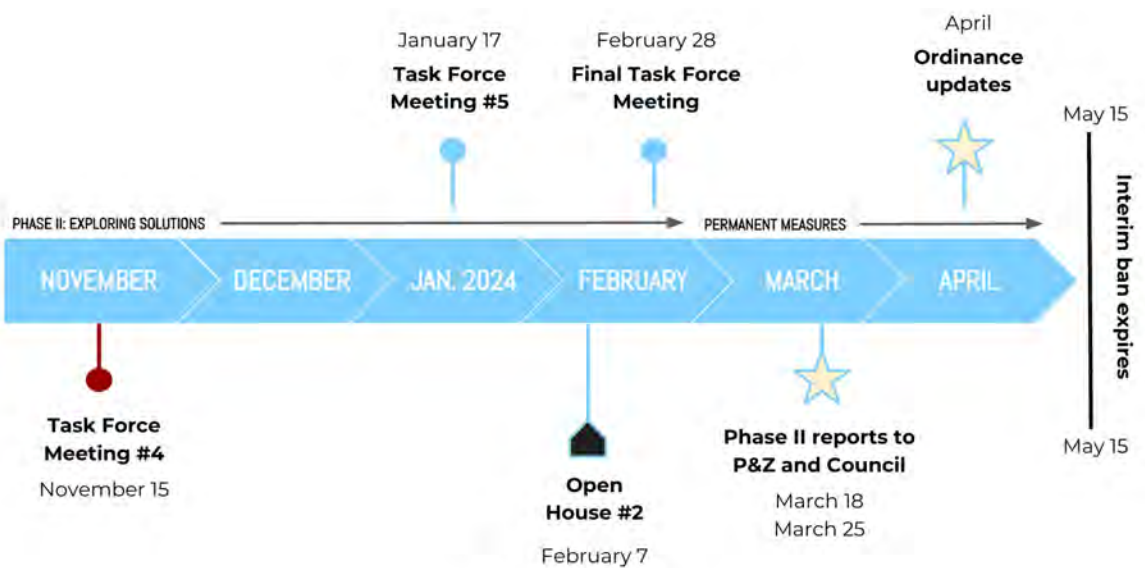 January 17
Task Force
Meeting #5
February 28
Final Task Force
Meeting
April
Ordinance
updates
May 15
PHASE II: EXPLORING SOLUTIONS
PERMANENT MEASURES
NOVEMBER
DECEMBER
JAN. 2024
FEBRUARY
MARCH
APRIL
Interim ban expires
Task Force
Meeting #4
November 15
Open
House #2
February 7
Phase II reports to
P&Z and Council
March 18
March 25
May 15